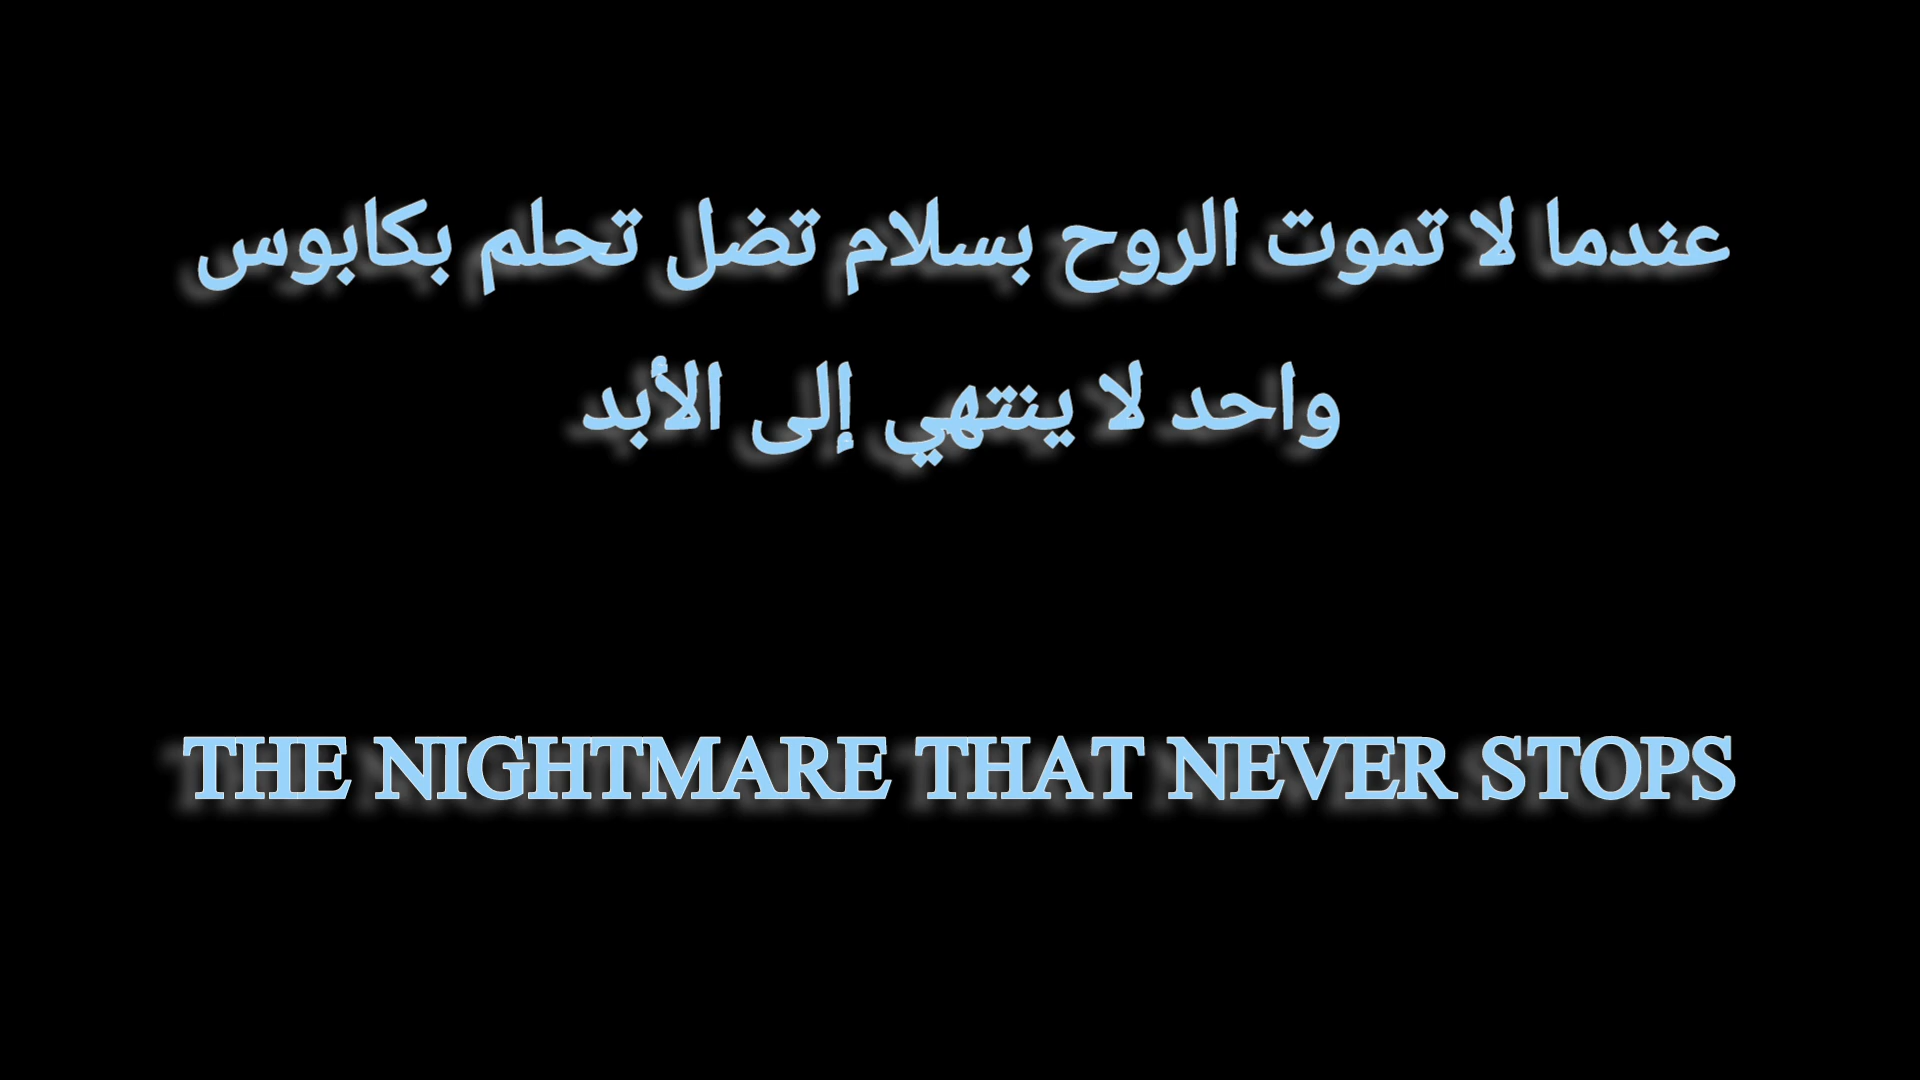 عندما لا تموت الروح بسلام تضل تحلم بكابوس
واحد لا ينتهي إلى الأبد
THE NIGHTMARE THAT NEVER STOPS